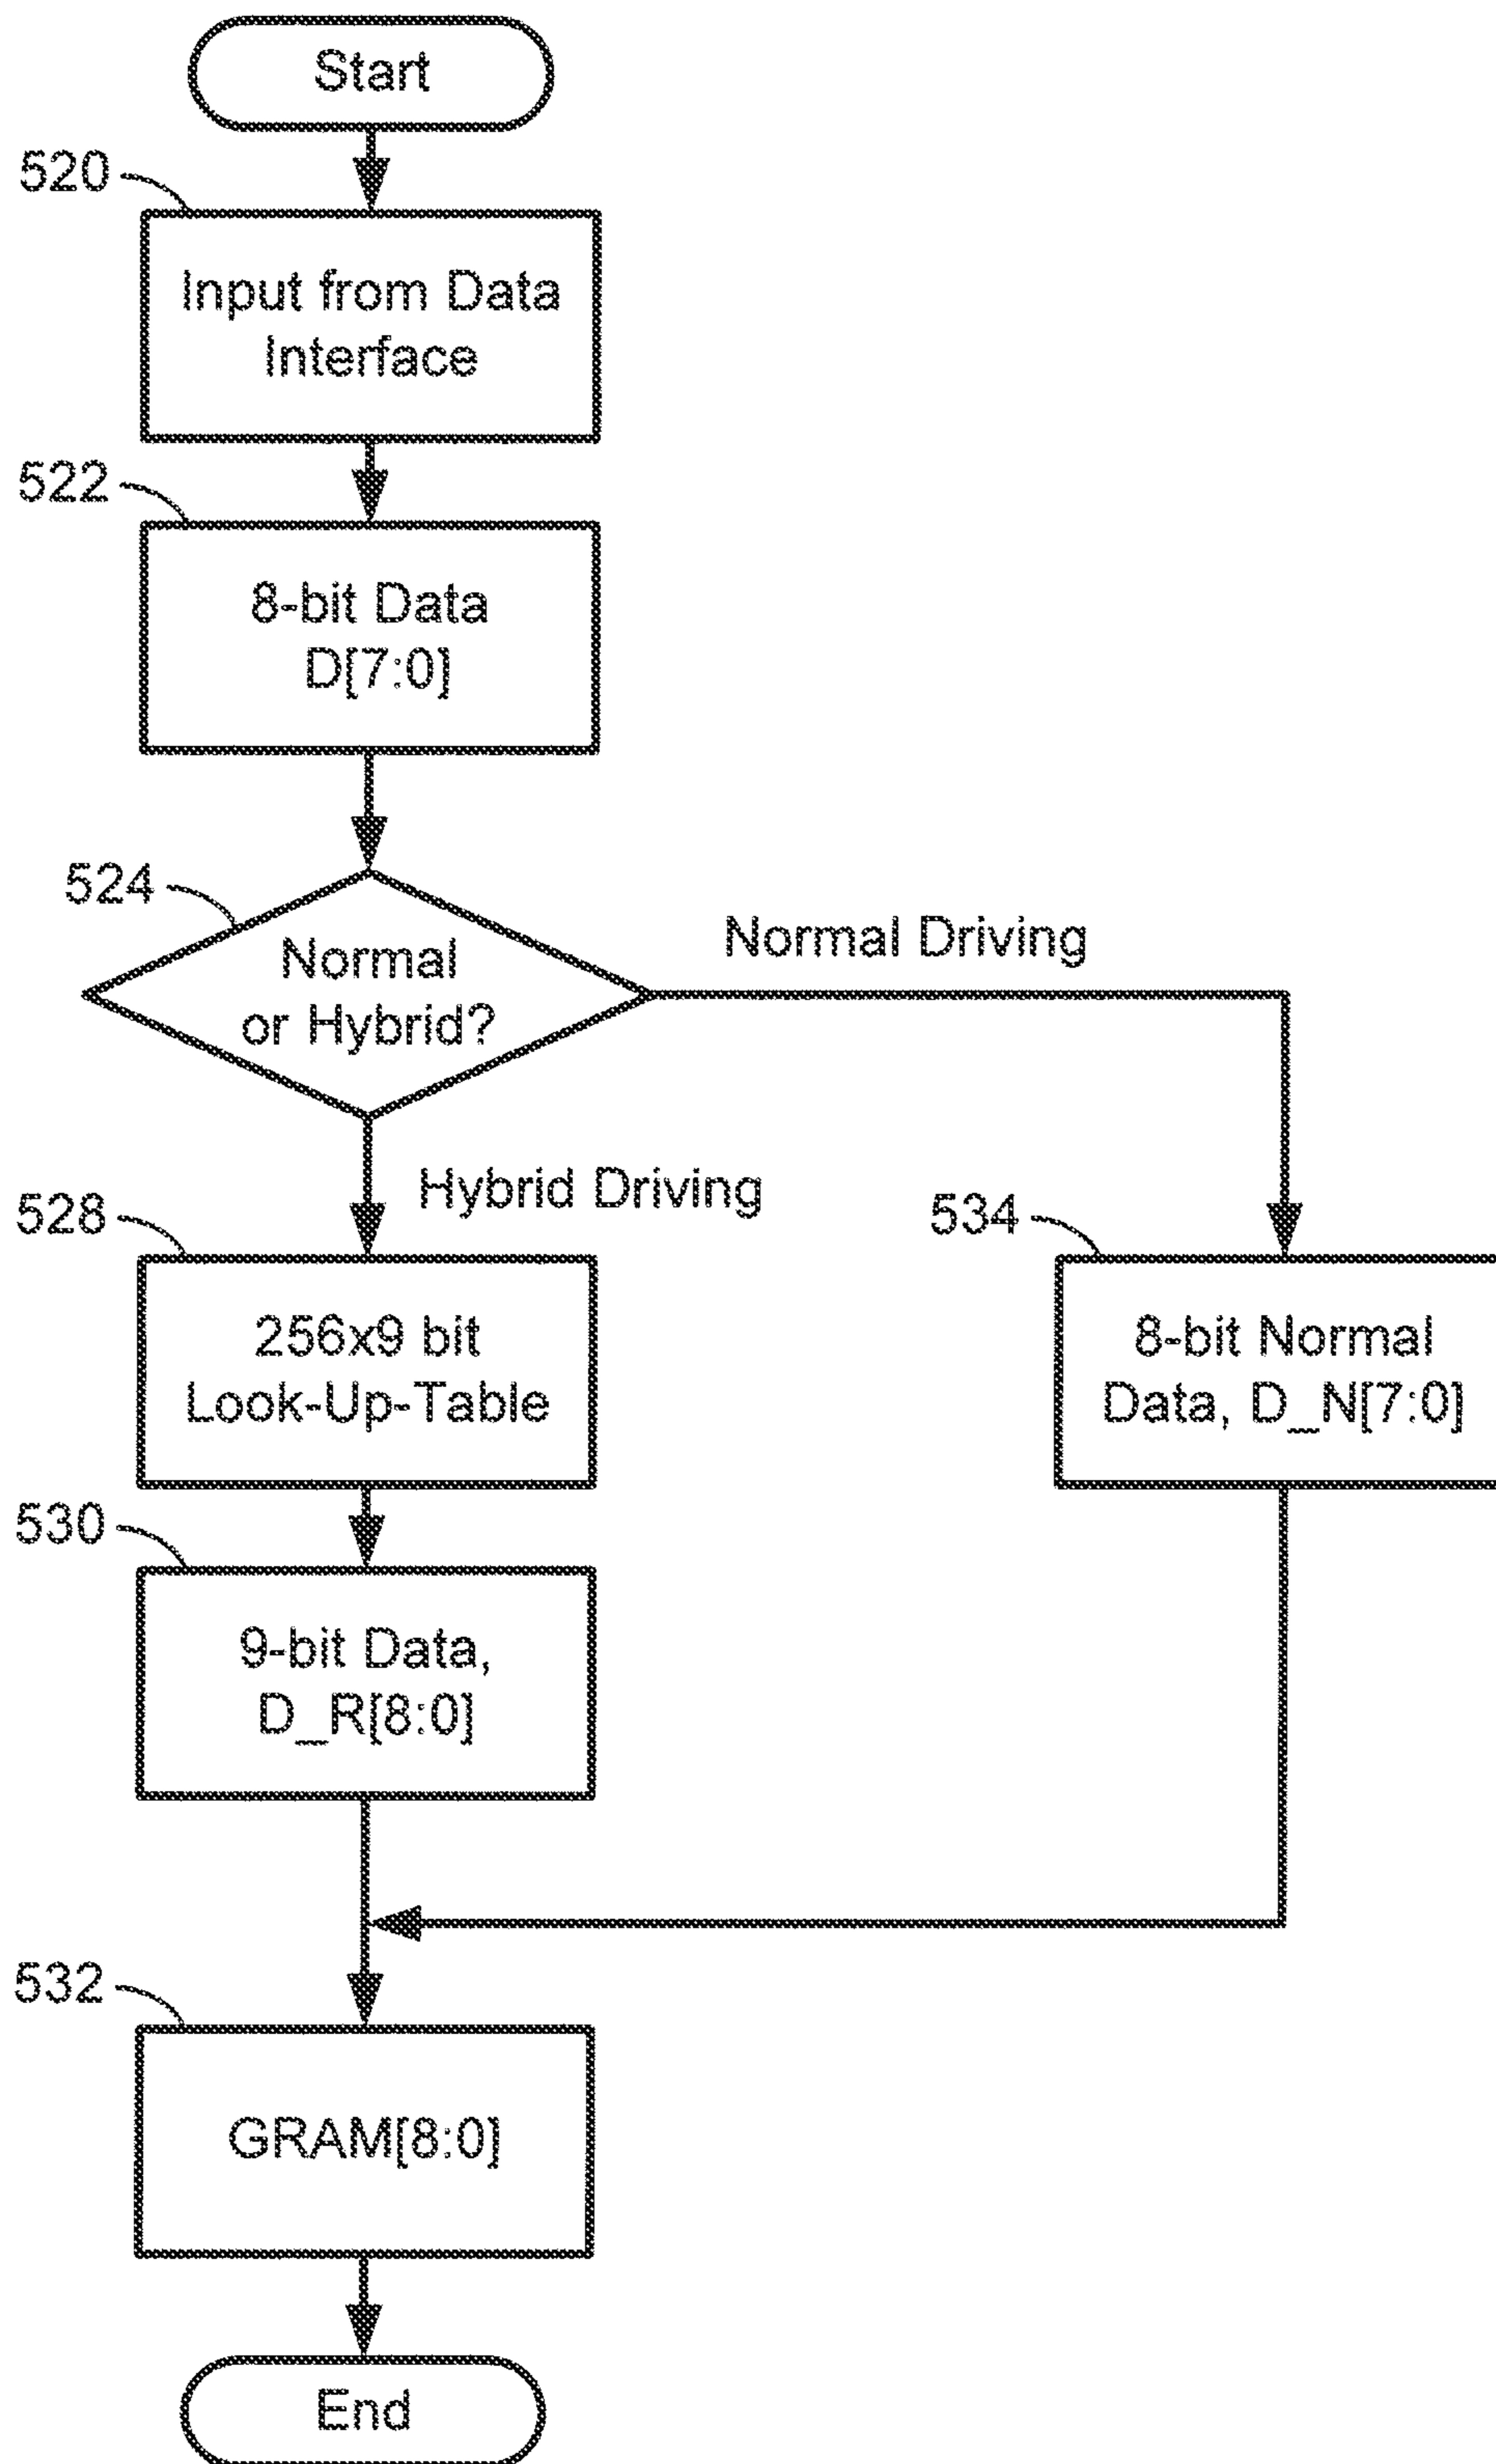 Start
520
Input from Data
Interface
522
8-bit Data
D[7:0]
524
Normal
or Hybrid?
Normal Driving
Hybrid Driving
528
256x9 bit
Look-Up-Table
534
8-bit Normal
Data, D_N[7:0]
530
9-bit Data,
D_R[8:0]
532
GRAM[8:0]
End